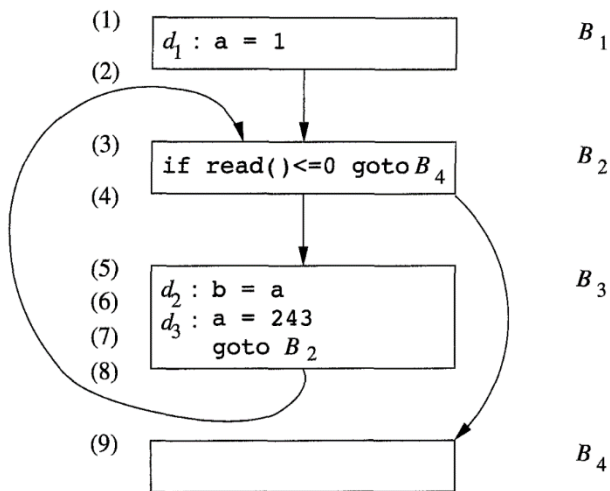 (1)
d1 : a = 1
B1
(2)
(3)
if read()<=0 goto B4
B2
(4)
(5)
d2 : b = a
B3
(6)
d3 : a = 243
(7)
goto B2
(8)
(9)
B4